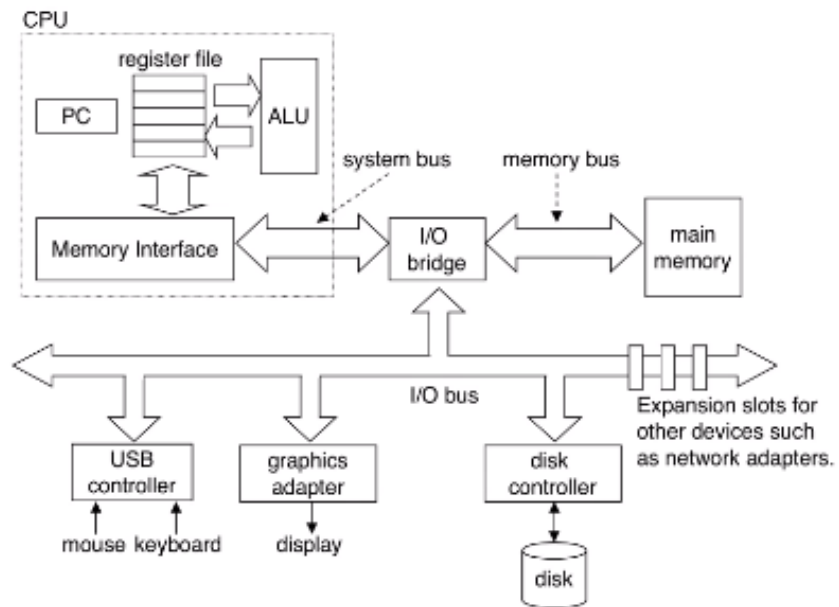 CPU
register file
PC
ALU
system bus
memory bus
Memory Interface
I/O
bridge
main
memory
I/O bus
Expansion slots for
other devices such
as network adapters.
USB
controller
graphics
adapter
disk
controller
mouse keyboard
display
disk